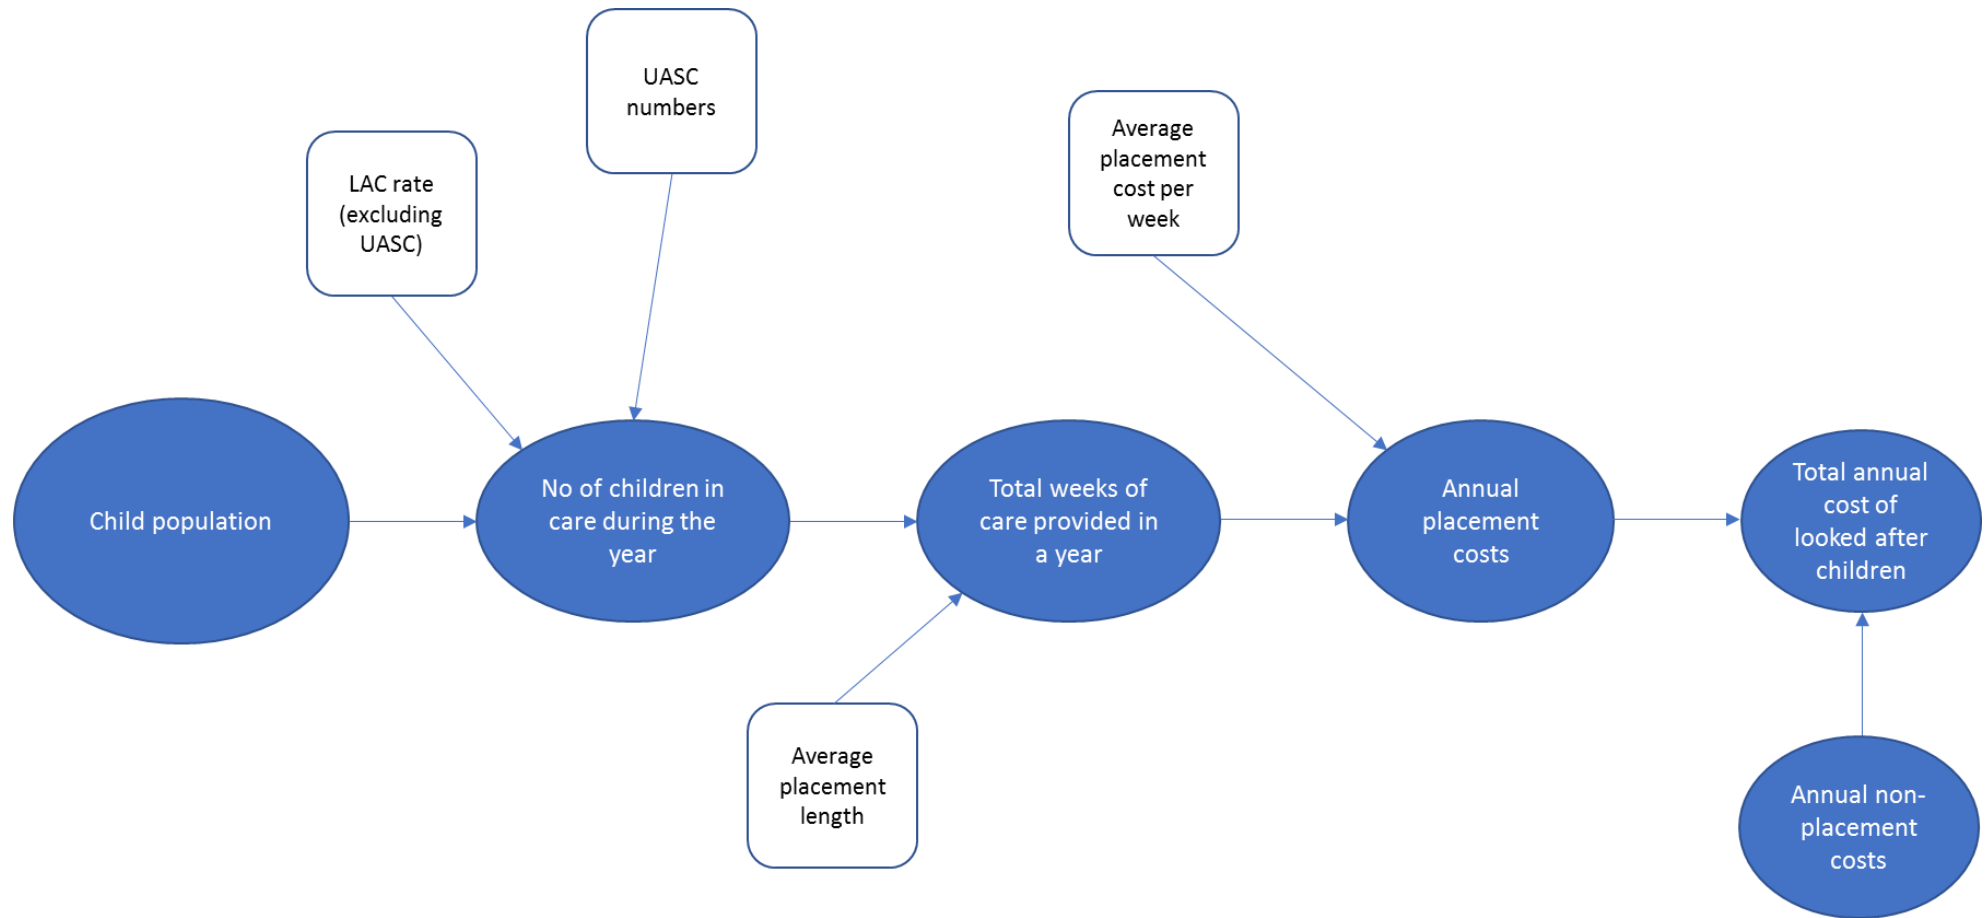 UASC
numbers
LAC rate
(excluding
UASC)
Average
placement
cost per
week
Child population
No of children in
care during the
year
Total weeks of
care provided in
a year
Annual
placement
costs
Total annual
cost of
looked after
children
Average
placement
length
Annual non-
placement
costs